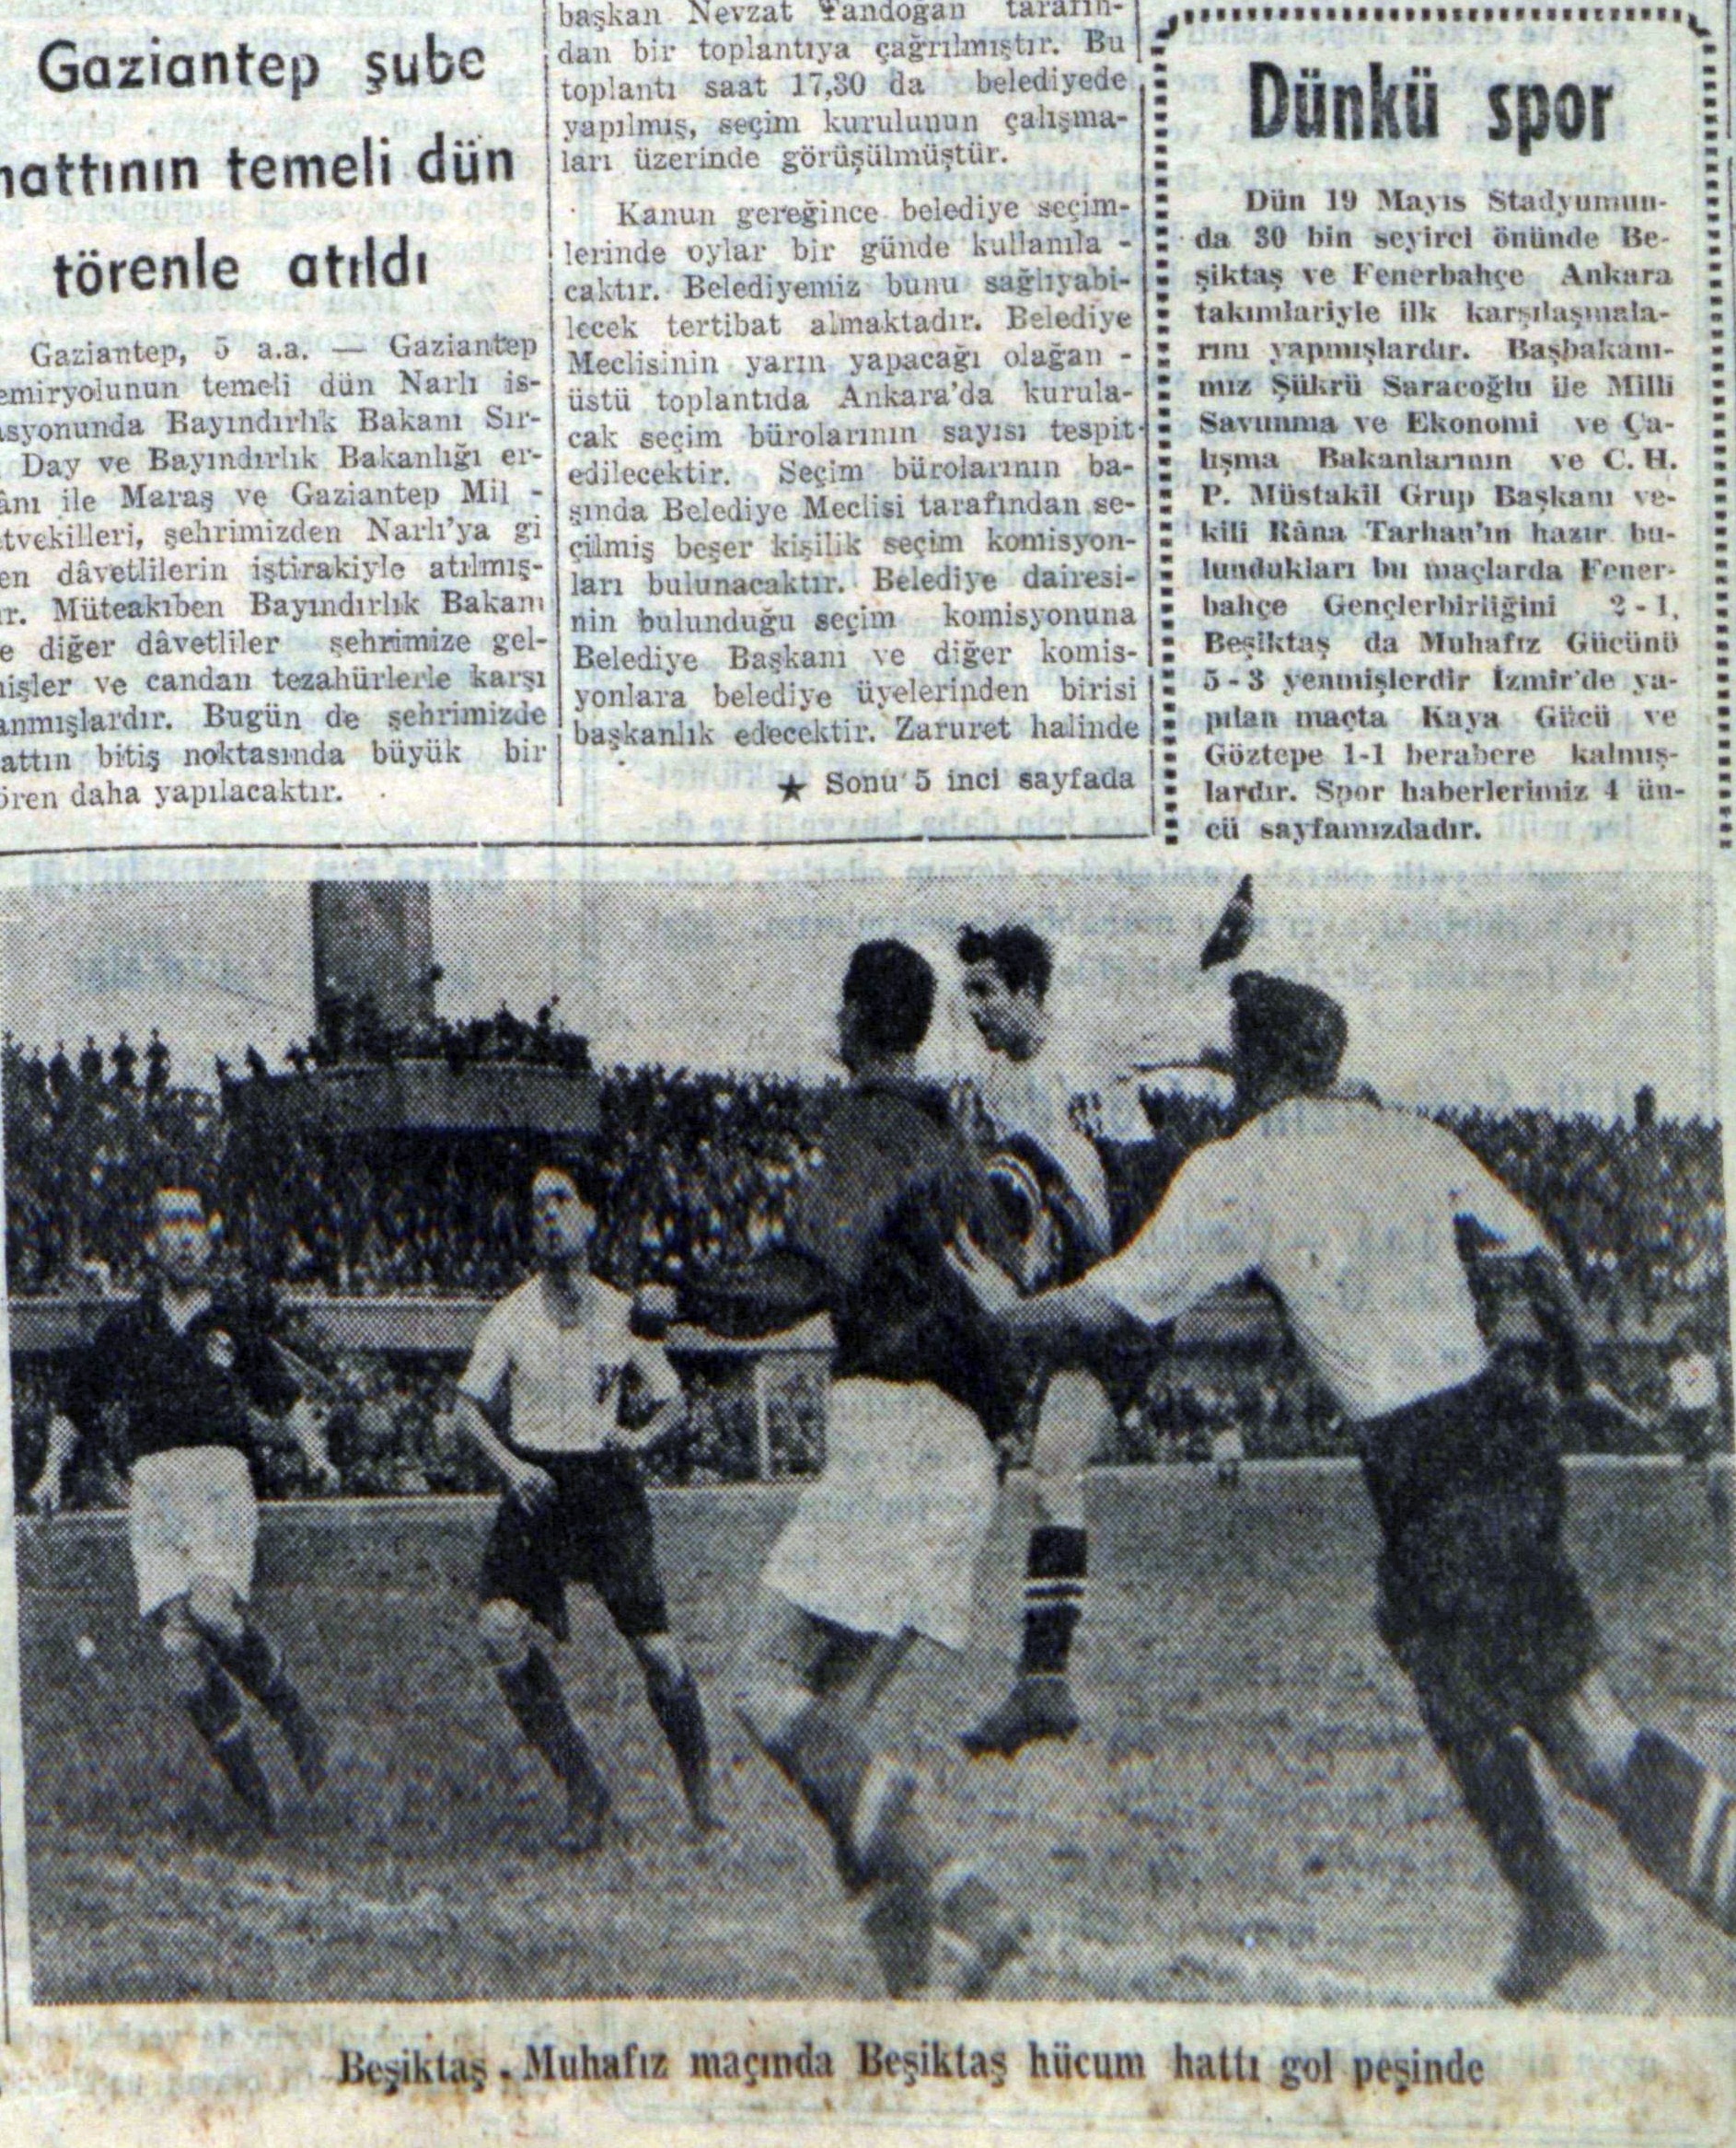 Gaziantep şube
hattının temeli dün
törenle atıldı
Gaziantep, 5 a.a. — Gaziantep
emiryolunun temeli dün Narlı is-
asyonunda Bayındırlık Bakanı Sır-
Day ve Bayındırlık Bakanlığı er-
ânı ile Maraş ve Gaziantep Mil -
etvekilleri, şehrimizden Narlı'ya gi
en dâvetlilerin iştirakiyle atılmış-
ır. Müteakıben Bayındırlık Bakanı
e diğer dâvetliler şehrimize gel-
mişler ve candan tezahürlerle karşı
anmışlardır. Bugün de şehrimizde
attın bitiş noktasında büyük bir
ören daha yapılacaktır.
başkan Nevzat Tandoğan tarafın-
dan bir toplantıya çağrılmıştır. Bu
toplantı saat 17,30 da belediyede
yapılmış, seçim kurulunun çalışma-
ları üzerinde görüşülmüştür.
Kanun gereğince belediye seçim-
lerinde oylar bir günde kullanıla -
caktır. Belediyemiz bunu sağlıyabi-
lecek tertibat almaktadır. Belediye
Meclisinin yarın yapacağı olağan -
üstü toplantıda Ankara'da kurula-
cak seçim bürolarının sayısı tespit
edilecektir. Seçim bürolarının ba-
şında Belediye Meclisi tarafından se-
çilmiş beşer kişilik seçim komisyon-
ları bulunacaktır. Belediye dairesi-
nin bulunduğu seçim komisyonuna
Belediye Başkanı ve diğer komis-
yonlara belediye üyelerinden birisi
başkanlık edecektir. Zaruret halinde
★ Sonu 5 inci sayfada
Dünkü spor
Dün 19 Mayıs Stadyumun-
da 30 bin seyirci önünde Be-
şiktaş ve Fenerbahçe Ankara
takımlariyle ilk karşılaşmala-
rını yapmışlardır. Başbakanı-
mız Şükrü Saracoğlu ile Milli
Savunma ve Ekonomi ve Ça-
lışma Bakanlarının ve C. H.
P. Müstakil Grup Başkanı ve-
kili Râna Tarhan'ın hazır bu-
lundukları bu maçlarda Fener-
bahçe Gençlerbirliğini 2-1,
Beşiktaş da Muhafız Gücünü
5-3 yenmişlerdir İzmir'de ya-
pılan maçta Kaya Gücü ve
Göztepe 1-1 berabere kalmış-
lardır. Spor haberlerimiz 4 ün-
cü sayfamızdadır.
Beşiktaş - Muhafız maçında Beşiktaş hücum hattı gol peşinde